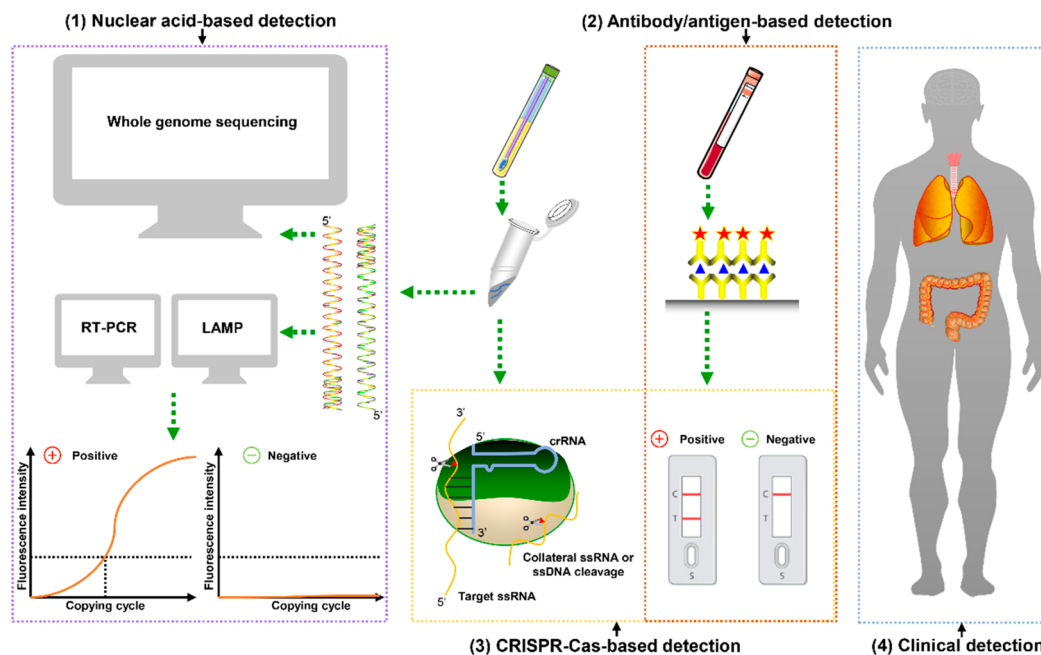 (1) Nuclear acid-based detection
(2) Antibody/antigen-based detection
Whole genome sequencing
5'
RT-PCR
LAMP
5'
Fluorescence intensity
+ Positive
Copying cycle
Fluorescence intensity
− Negative
Copying cycle
3'
5'
crRNA
3'
Collateral ssRNA or
ssDNA cleavage
Target ssRNA
5'
+ Positive
− Negative
C
T
S
C
T
S
(3) CRISPR-Cas-based detection
(4) Clinical detection